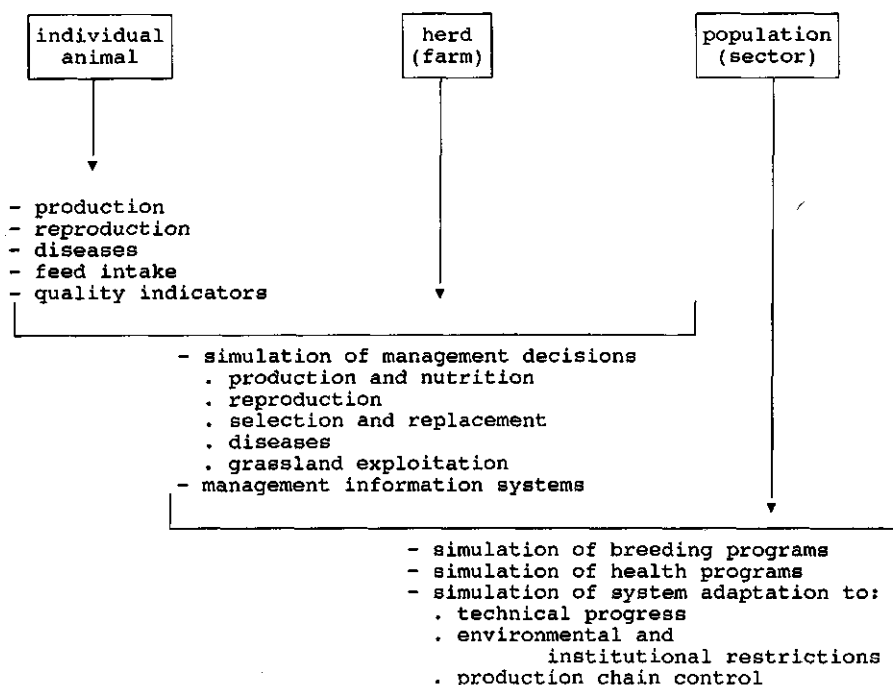 individual
animal
herd
(farm)
population
(sector)
- production
- reproduction
- diseases
- feed intake
- quality indicators
- simulation of management decisions
. production and nutrition
. reproduction
. selection and replacement
. diseases
. grassland exploitation
- management information systems
- simulation of breeding programs
- simulation of health programs
- simulation of system adaptation to:
. technical progress
. environmental and
institutional restrictions
. production chain control